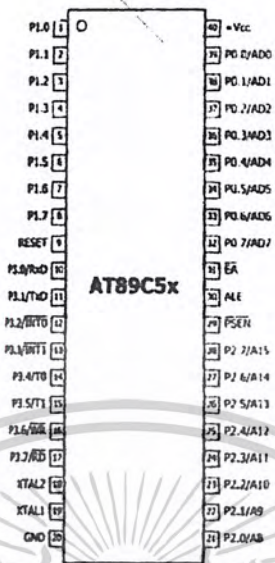 P1.0 1 40 +Vcc
P1.1 2 39 P0.0/AD0
P1.2 3 38 P0.1/AD1
P1.3 4 37 P0.2/AD2
P1.4 5 36 P0.3/AD3
P1.5 6 35 P0.4/AD4
P1.6 7 34 P0.5/AD5
P1.7 8 33 P0.6/AD6
RESET 9 32 P0.7/AD7
P3.0/RxD 10 31 EA
P3.1/TxD 11 30 ALE
AT89C5x
P3.2/INT0 12 29 PSEN
P3.3/INT1 13 28 P2.7/A15
P3.4/T0 14 27 P2.6/A14
P3.5/T1 15 26 P2.5/A13
P3.6/WR 16 25 P2.4/A12
P3.7/RD 17 24 P2.3/A11
XTAL2 18 23 P2.2/A10
XTAL1 19 22 P2.1/A9
GND 20 21 P2.0/A8